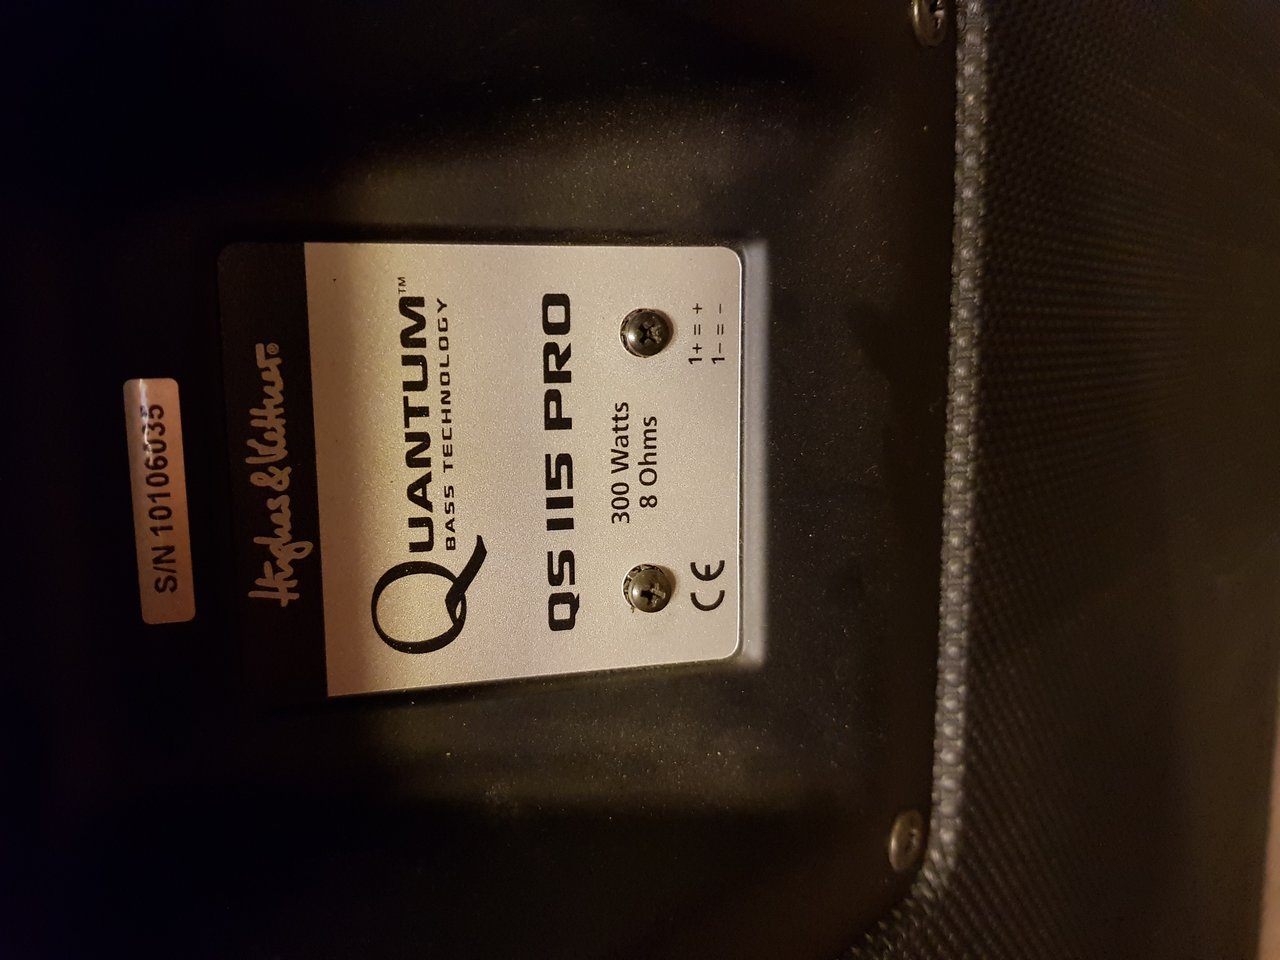 S/N 10106035
Hughes & Kettner®
QUANTUM™
BASS TECHNOLOGY
QS 115 PRO
300 Watts
8 Ohms
CE
1+ = +
1– = –